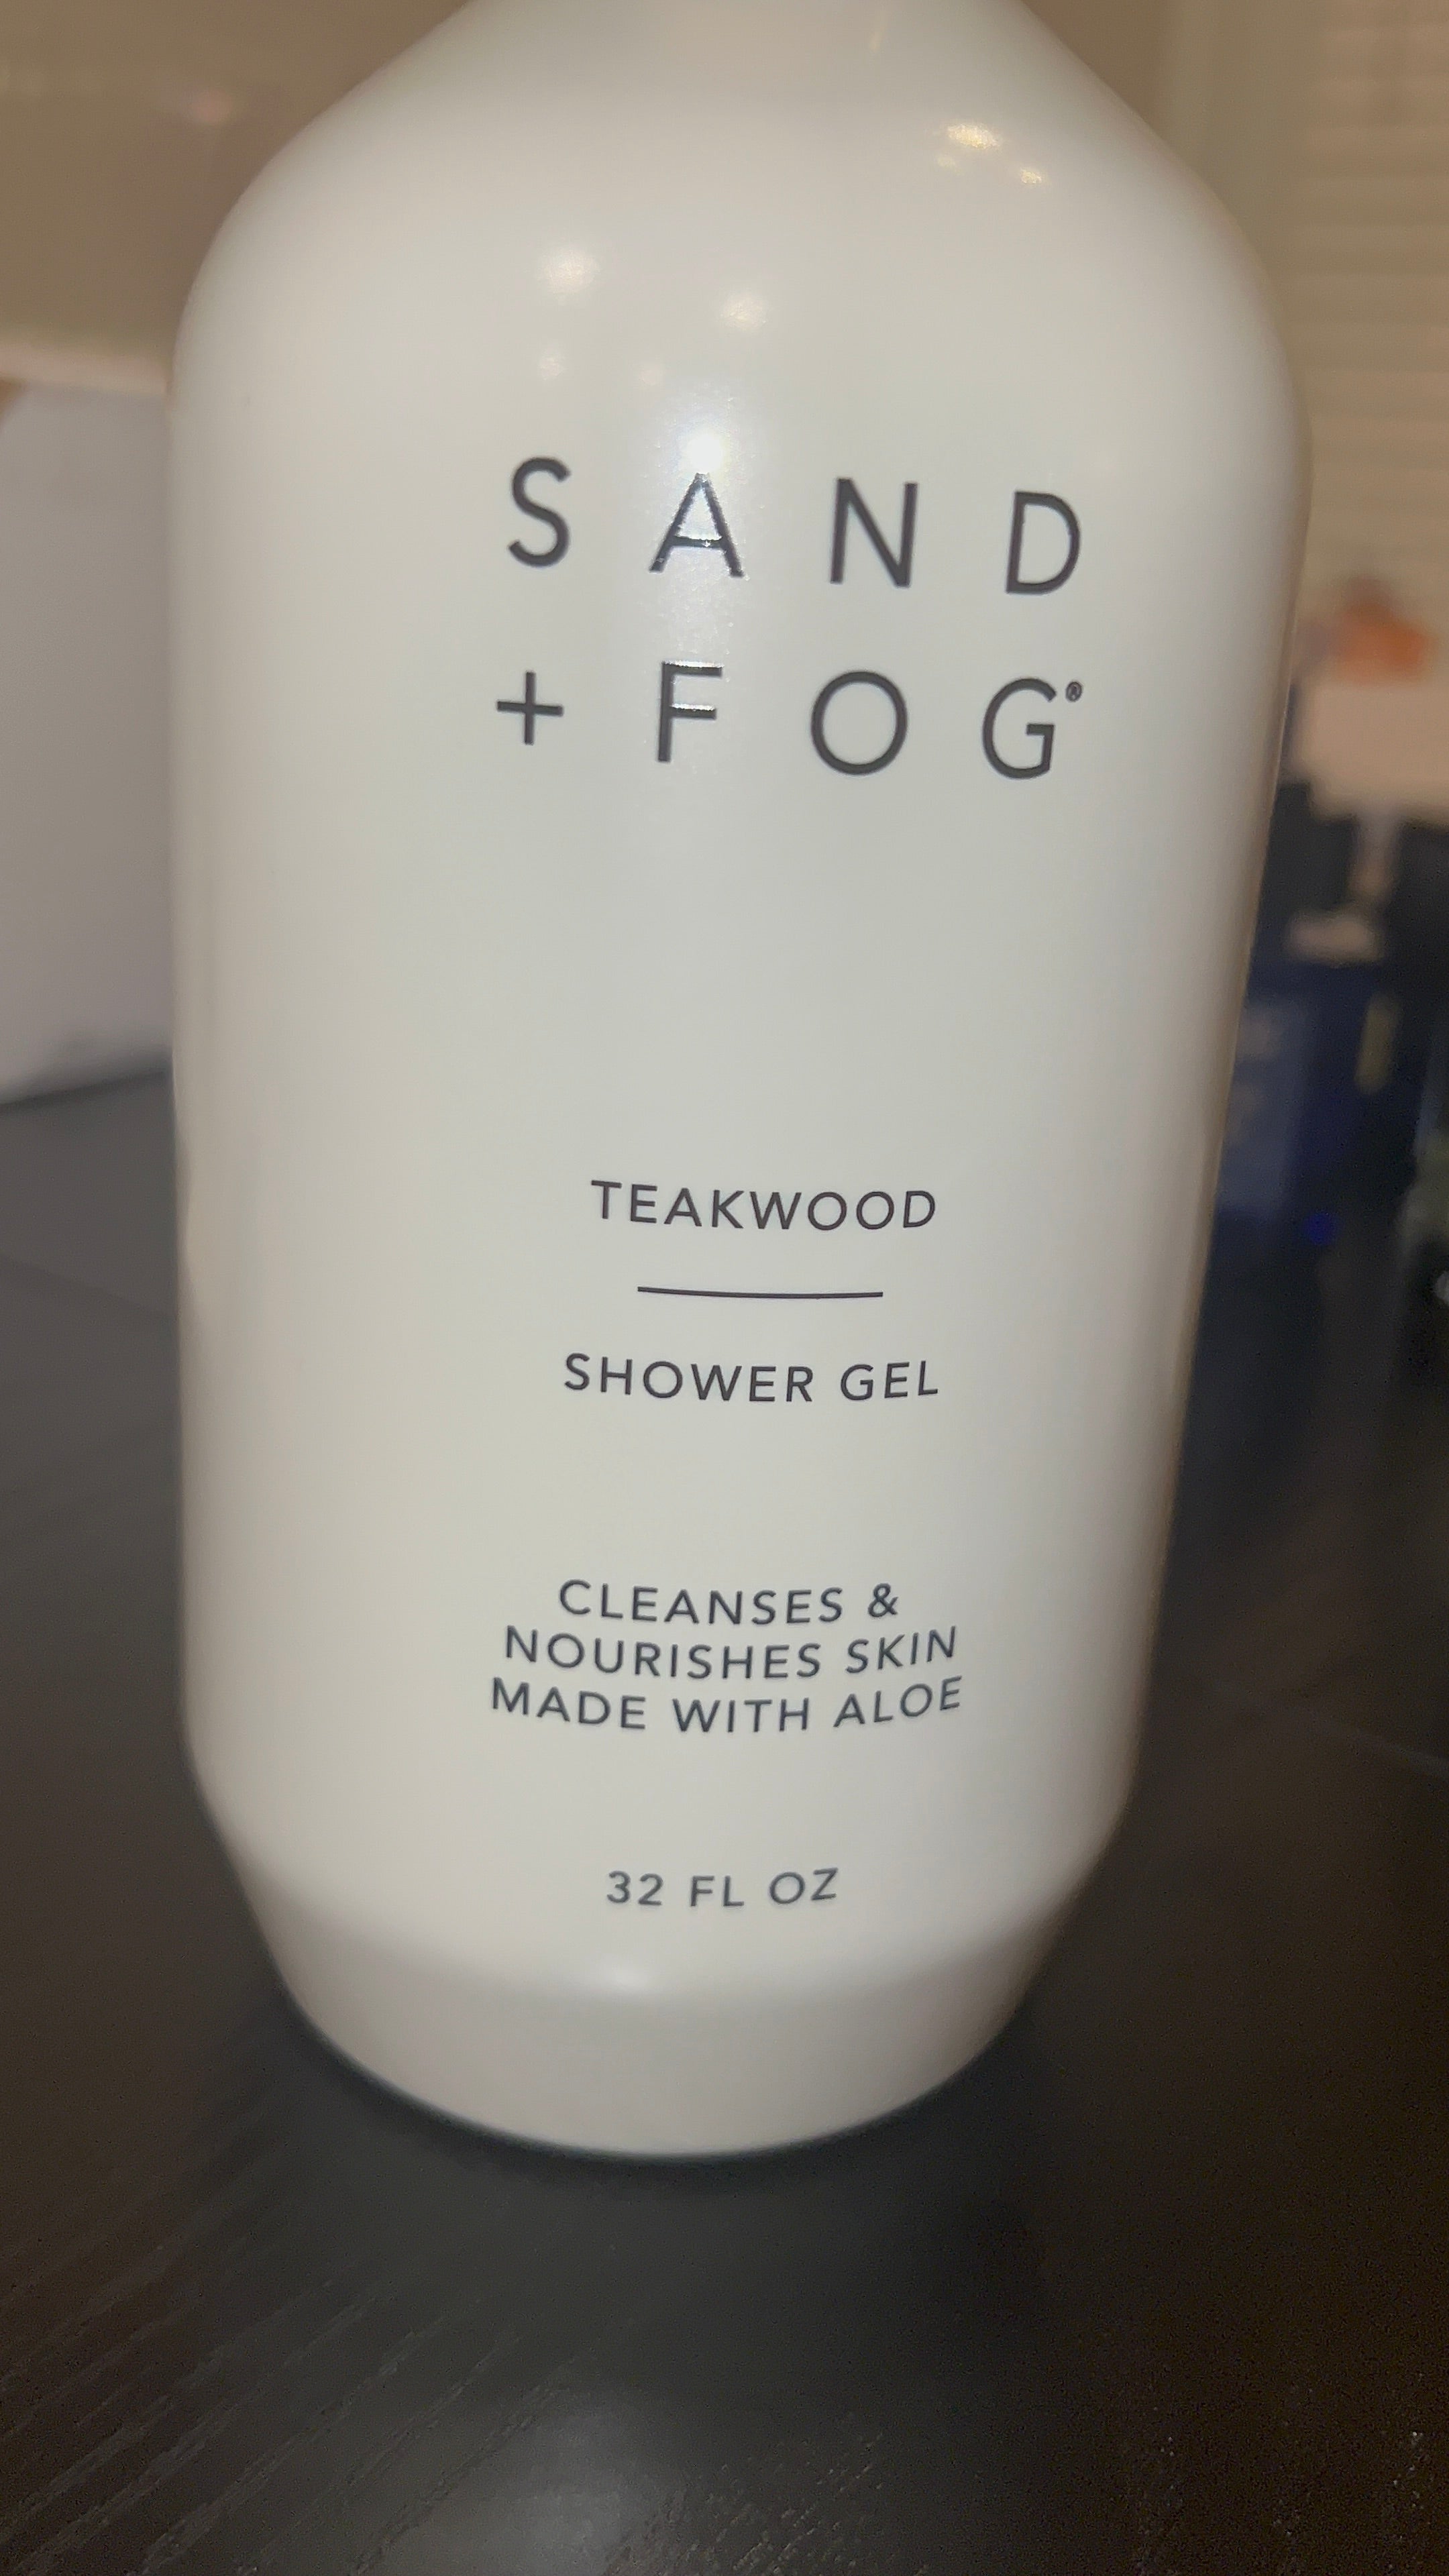 SAND
+FOG®
TEAKWOOD
SHOWER GEL
CLEANSES &
NOURISHES SKIN
MADE WITH ALOE
32 FL OZ